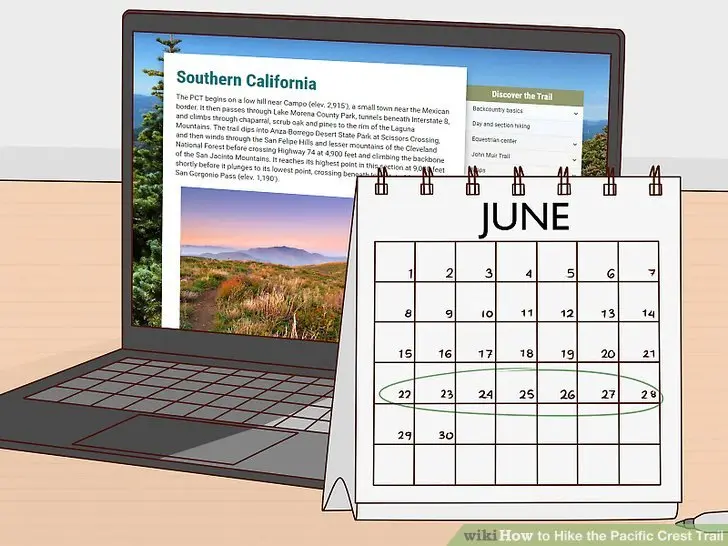 Southern California
The PCT begins on a low hill near Campo (elev. 2,915'), a small town near the Mexican
border. It then passes through Lake Morena County Park, tunnels beneath Interstate 8,
and climbs through chaparral, scrub oak and pines to the rim of the Laguna
Mountains. The trail dips into Anza-Borrego Desert State Park at Scissors Crossing,
and then winds through the San Felipe Hills and lesser mountains of the Cleveland
National Forest before crossing Highway 74 at 4,900 feet and climbing the backbone
of the San Jacinto Mountains. It reaches its highest point in this section at 9,0 feet
shortly before it plunges to its lowest point, crossing beneath
San Gorgonio Pass (elev. 1,190').
Discover the Trail
Backcountry basics
Day and section hiking
Equestrian center
John Muir Trail
JUNE
1 2 3 4 5 6 7
8 9 10 11 12 13 14
15 16 17 18 19 20 21
22 23 24 25 26 27 28
29 30
wikiHow to Hike the Pacific Crest Trail